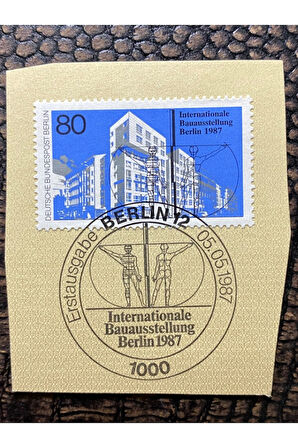 80
DEUTSCHE BUNDESPOST BERLIN
Internationale
Bauausstellung
Berlin 1987
Erstausgabe BERLIN 12 05.05.1987
Internationale
Bauausstellung
Berlin 1987
1000